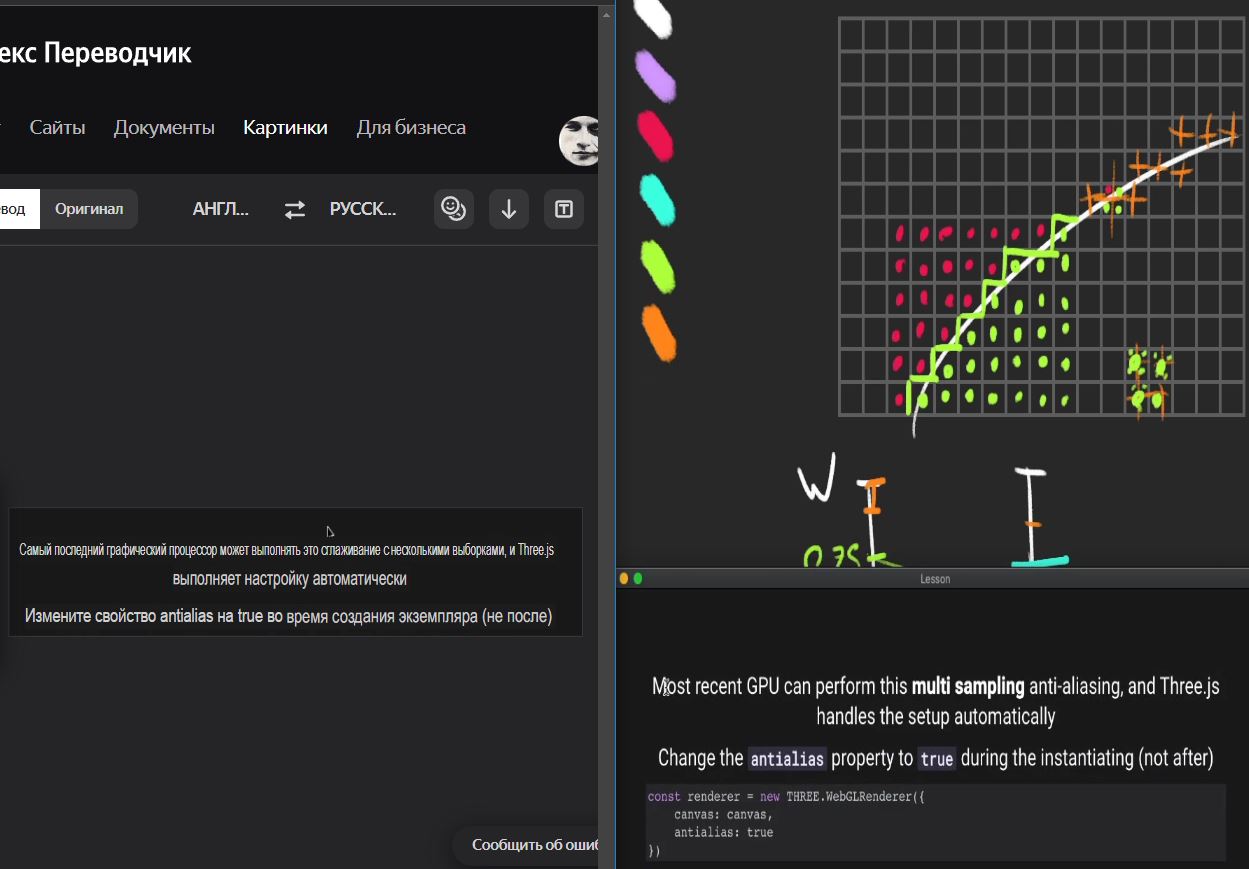 екс Переводчик
Сайты Документы Картинки Для бизнеса
вод Оригинал АНГЛ... РУССК...
Самый последний графический процессор может выполнять это сглаживание с несколькими выборками, и Three.js
выполняет настройку автоматически
Измените свойство antialias на true во время создания экземпляра (не после)
Сообщить об ошиб
W
0.75
Lesson
Most recent GPU can perform this multi sampling anti-aliasing, and Three.js
handles the setup automatically
Change the antialias property to true during the instantiating (not after)
const renderer = new THREE.WebGLRenderer({
canvas: canvas,
antialias: true
})